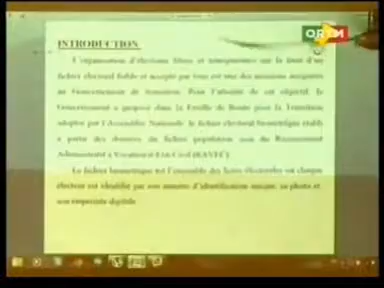 ORTM
INTRODUCTION
L'organisation d'élections libres et transparentes sur la base d'un
fichier électoral fiable et accepté par tous est une des missions assignées
au Gouvernement de transition. Pour l'atteinte de cet objectif, le
Gouvernement a proposé dans la Feuille de Route pour la Transition
adoptée par l'Assemblée Nationale, le fichier électoral biométrique établi
à partir des données du fichier population issu du Recensement
Administratif à Vocation d'Etat Civil (RAVEC).
Le fichier biométrique est l'ensemble des listes électorales où chaque
électeur est identifié par son numéro d'identification unique, sa photo et
son empreinte digitale.